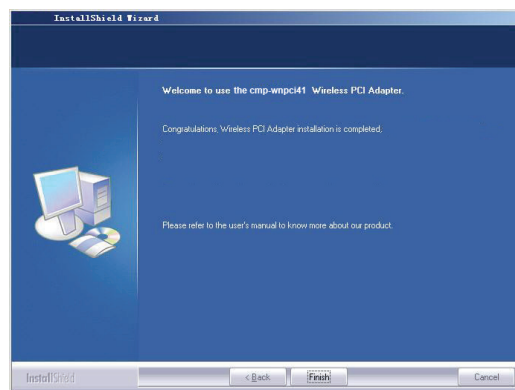 InstallShield Wizard
Welcome to use the cmp-wnpci41 Wireless PCI Adapter.
Congratulations, Wireless PCI Adapter installation is completed,
Please refer to the user's manual to know more about our product.
InstallShield
< Back
Finish
Cancel